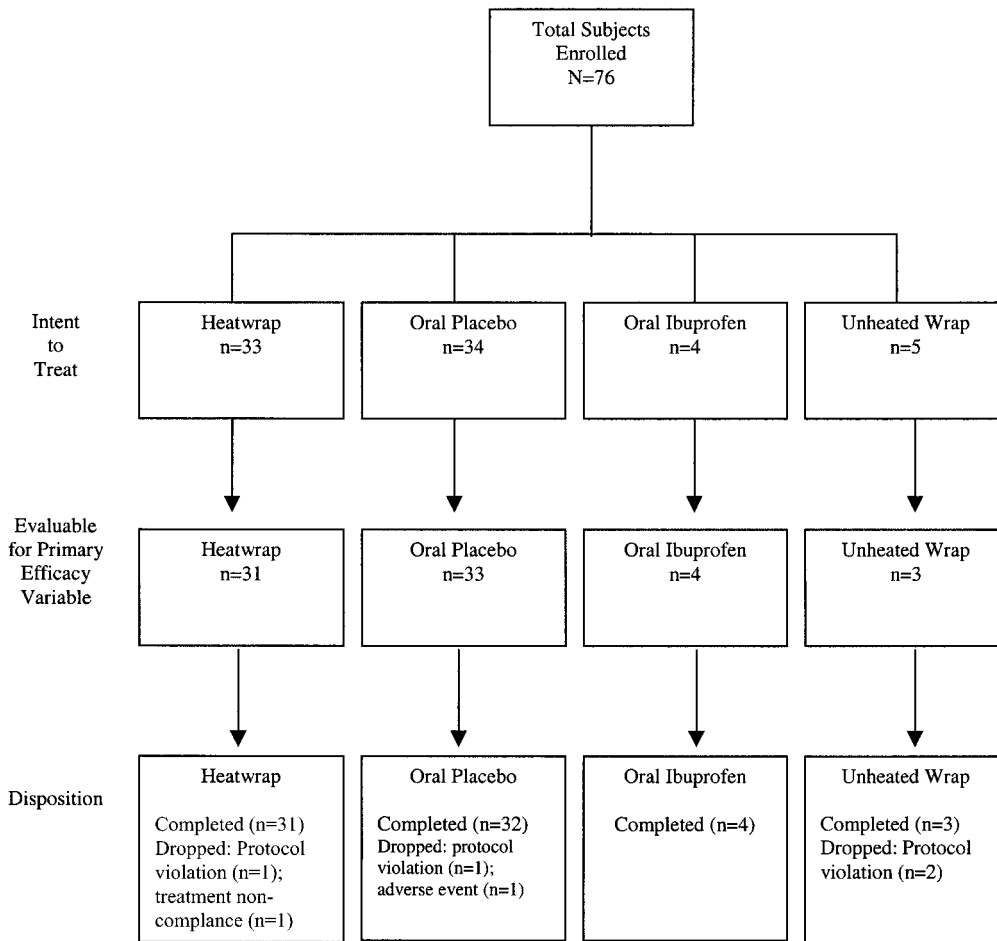 Total Subjects
Enrolled
N=76
Intent
to
Treat
Heatwrap
n=33
Oral Placebo
n=34
Oral Ibuprofen
n=4
Unheated Wrap
n=5
Evaluable
for Primary
Efficacy
Variable
Heatwrap
n=31
Oral Placebo
n=33
Oral Ibuprofen
n=4
Unheated Wrap
n=3
Disposition
Heatwrap
Completed (n=31)
Dropped: Protocol
violation (n=1);
treatment non-
compliance (n=1)
Oral Placebo
Completed (n=32)
Dropped: protocol
violation (n=1);
adverse event (n=1)
Oral Ibuprofen
Completed (n=4)
Unheated Wrap
Completed (n=3)
Dropped: Protocol
violation (n=2)